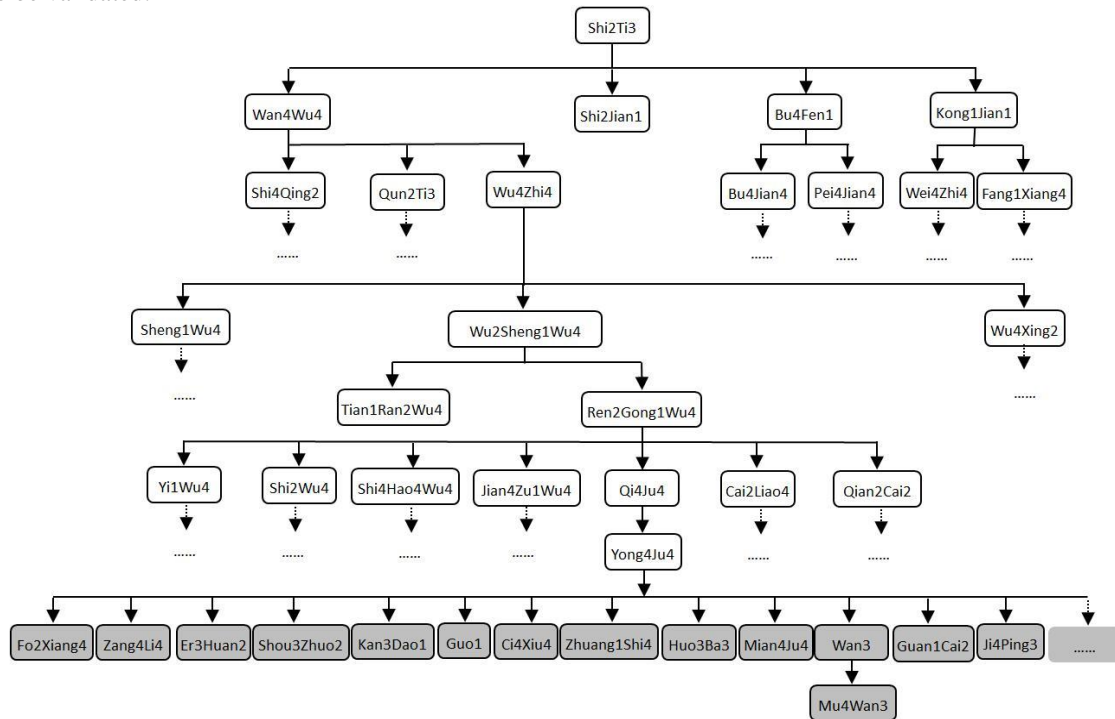 Shi2Ti3
Wan4Wu4 Shi2Jian1 Bu4Fen1 Kong1Jian1
Shi4Qing2 Qun2Ti3 Wu4Zhi4 Bu4Jian4 Pei4Jian4 Wei4Zhi4 Fang1Xiang4
...... ...... ...... ...... ...... ......
Sheng1Wu4 Wu2Sheng1Wu4 Wu4Xing2
...... ......
Tian1Ran2Wu4 Ren2Gong1Wu4
Yi1Wu4 Shi2Wu4 Shi4Hao4Wu4 Jian4Zu1Wu4 Qi4Ju4 Cai2Liao4 Qian2Cai2
...... ...... ...... ...... ...... ......
Yong4Ju4
Fo2Xiang4 Zang4Li4 Er3Huan2 Shou3Zhuo2 Kan3Dao1 Guo1 Ci4Xiu4 Zhuang1Shi4 Huo3Ba3 Mian4Ju4 Wan3 Guan1Cai2 Ji4Ping3 ......
Mu4Wan3